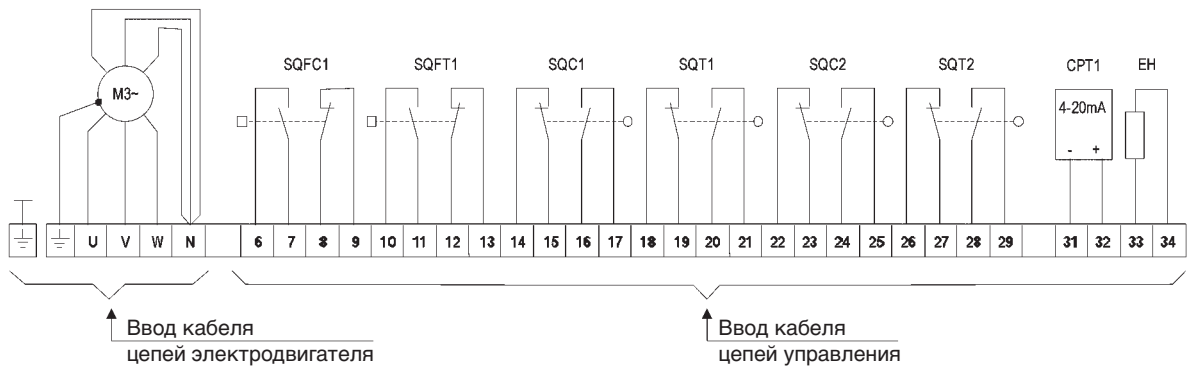 SQFC1 SQFT1 SQC1 SQT1 SQC2 SQT2 CPT1 EH
M3~
4-20mA
- +
U V W N 6 7 8 9 10 11 12 13 14 15 16 17 18 19 20 21 22 23 24 25 26 27 28 29 31 32 33 34
Ввод кабеля
цепей электродвигателя
Ввод кабеля
цепей управления